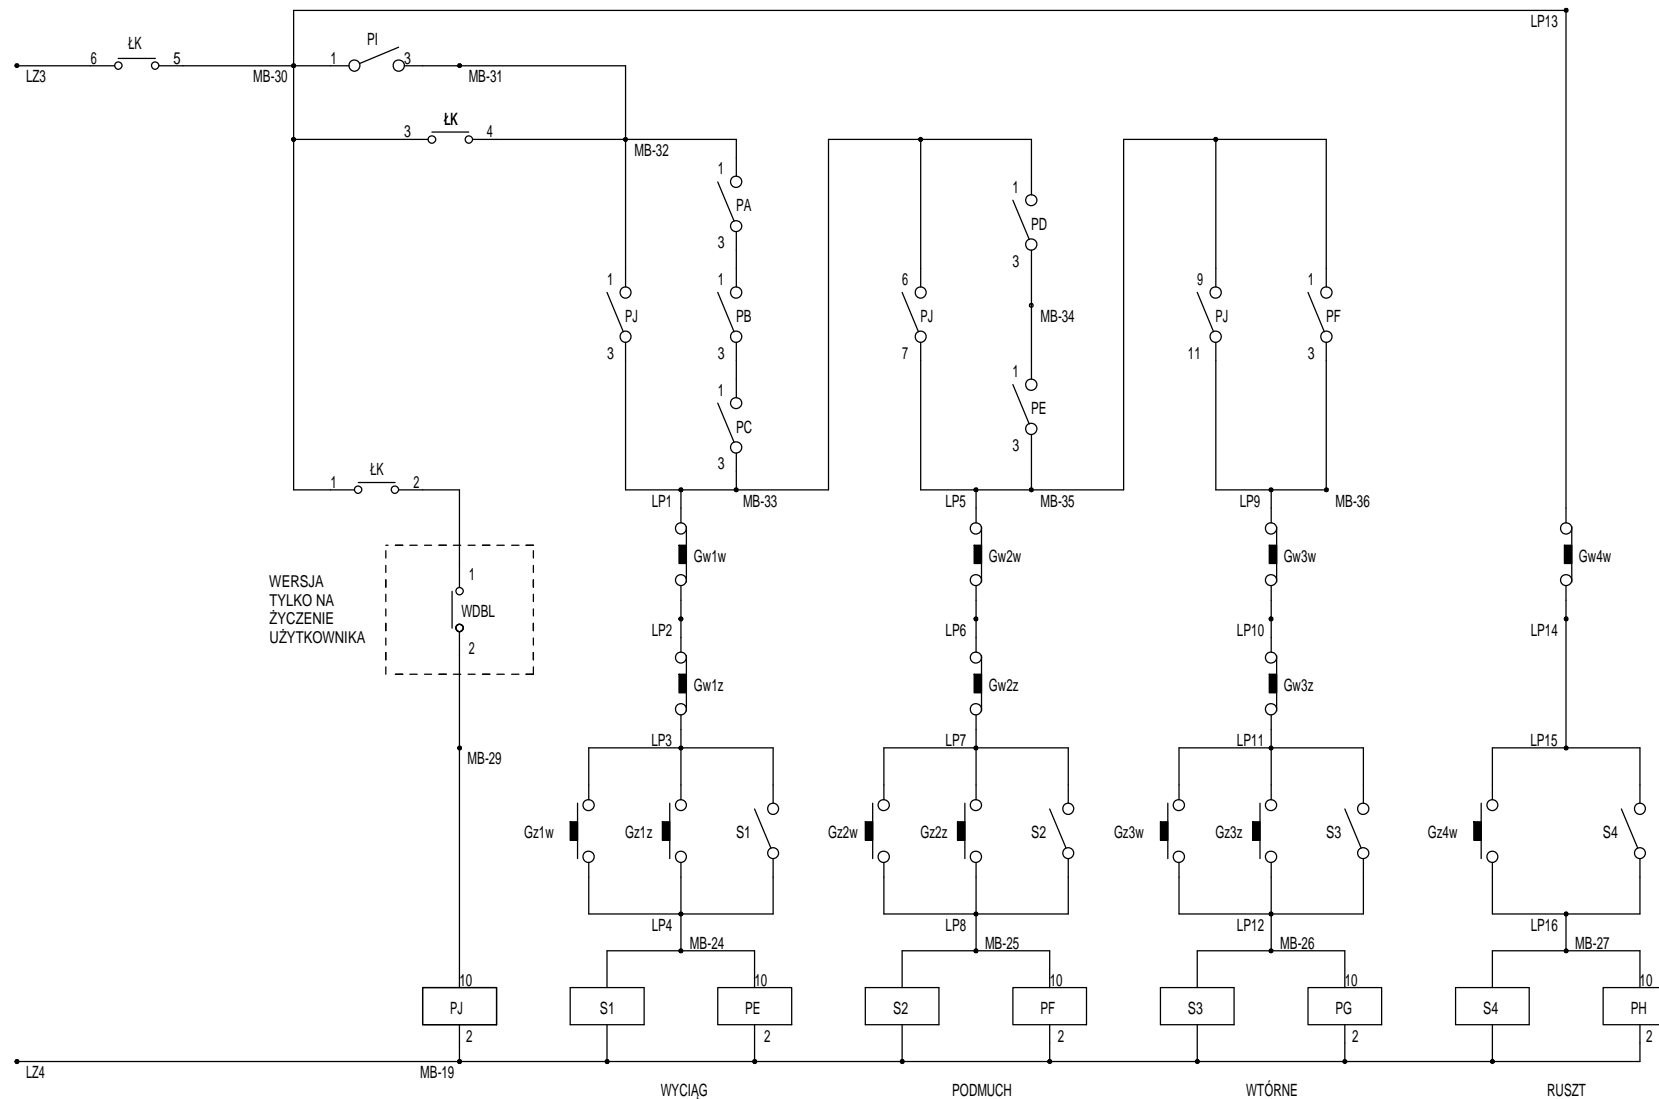 LP13
ŁK
PI
6
5
1
3
LZ3
MB-30
MB-31
ŁK
3
4
MB-32
1
PA
3
1
PD
3
1
PJ
3
1
PB
3
6
PJ
7
MB-34
9
PJ
11
1
PF
3
1
PC
3
1
PE
3
ŁK
1
2
LP1
MB-33
LP5
MB-35
LP9
MB-36
Gw1w
Gw2w
Gw3w
Gw4w
WERSJA
TYLKO NA
ŻYCZENIE
UŻYTKOWNIKA
1
WDBL
2
LP2
LP6
LP10
LP14
Gw1z
Gw2z
Gw3z
MB-29
LP3
LP7
LP11
LP15
Gz1w
Gz1z
S1
Gz2w
Gz2z
S2
Gz3w
Gz3z
S3
Gz4w
S4
LP4
LP8
LP12
LP16
MB-24
MB-25
MB-26
MB-27
10
10
10
10
10
PJ
S1
PE
S2
PF
S3
PG
S4
PH
2
2
2
2
2
LZ4
MB-19
WYCIĄG
PODMUCH
WTÓRNE
RUSZT